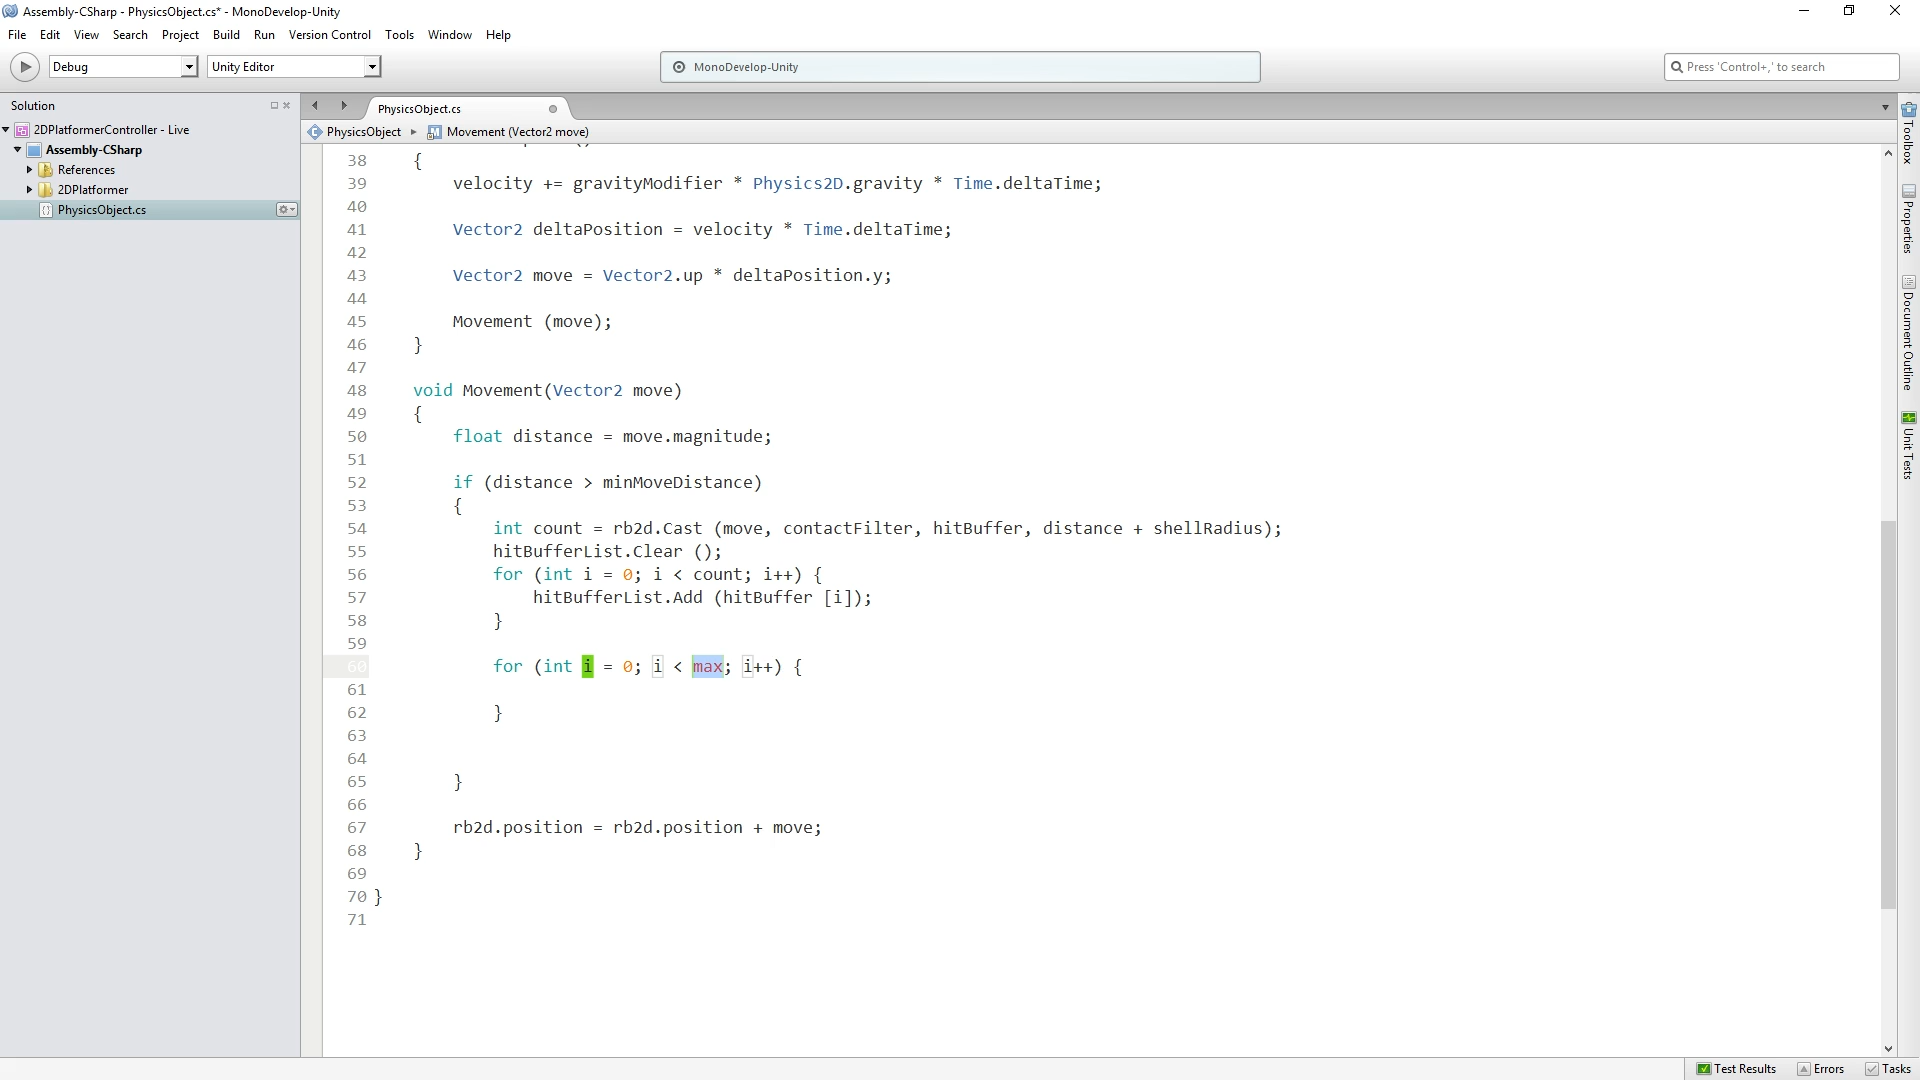 Assembly-CSharp - PhysicsObject.cs* - MonoDevelop-Unity
File Edit View Search Project Build Run Version Control Tools Window Help
Debug Unity Editor MonoDevelop-Unity Press 'Control+,' to search
Solution
2DPlatformerController - Live
Assembly-CSharp
References
2DPlatformer
PhysicsObject.cs
PhysicsObject.cs
PhysicsObject Movement (Vector2 move)
38 {
39 velocity += gravityModifier * Physics2D.gravity * Time.deltaTime;
40
41 Vector2 deltaPosition = velocity * Time.deltaTime;
42
43 Vector2 move = Vector2.up * deltaPosition.y;
44
45 Movement (move);
46 }
47
48 void Movement(Vector2 move)
49 {
50 float distance = move.magnitude;
51
52 if (distance > minMoveDistance)
53 {
54 int count = rb2d.Cast (move, contactFilter, hitBuffer, distance + shellRadius);
55 hitBufferList.Clear ();
56 for (int i = 0; i < count; i++) {
57 hitBufferList.Add (hitBuffer [i]);
58 }
59
60 for (int i = 0; i < max; i++) {
61
62 }
63
64
65 }
66
67 rb2d.position = rb2d.position + move;
68 }
69
70 }
71
Toolbox
Properties
Document Outline
Unit Tests
Test Results Errors Tasks